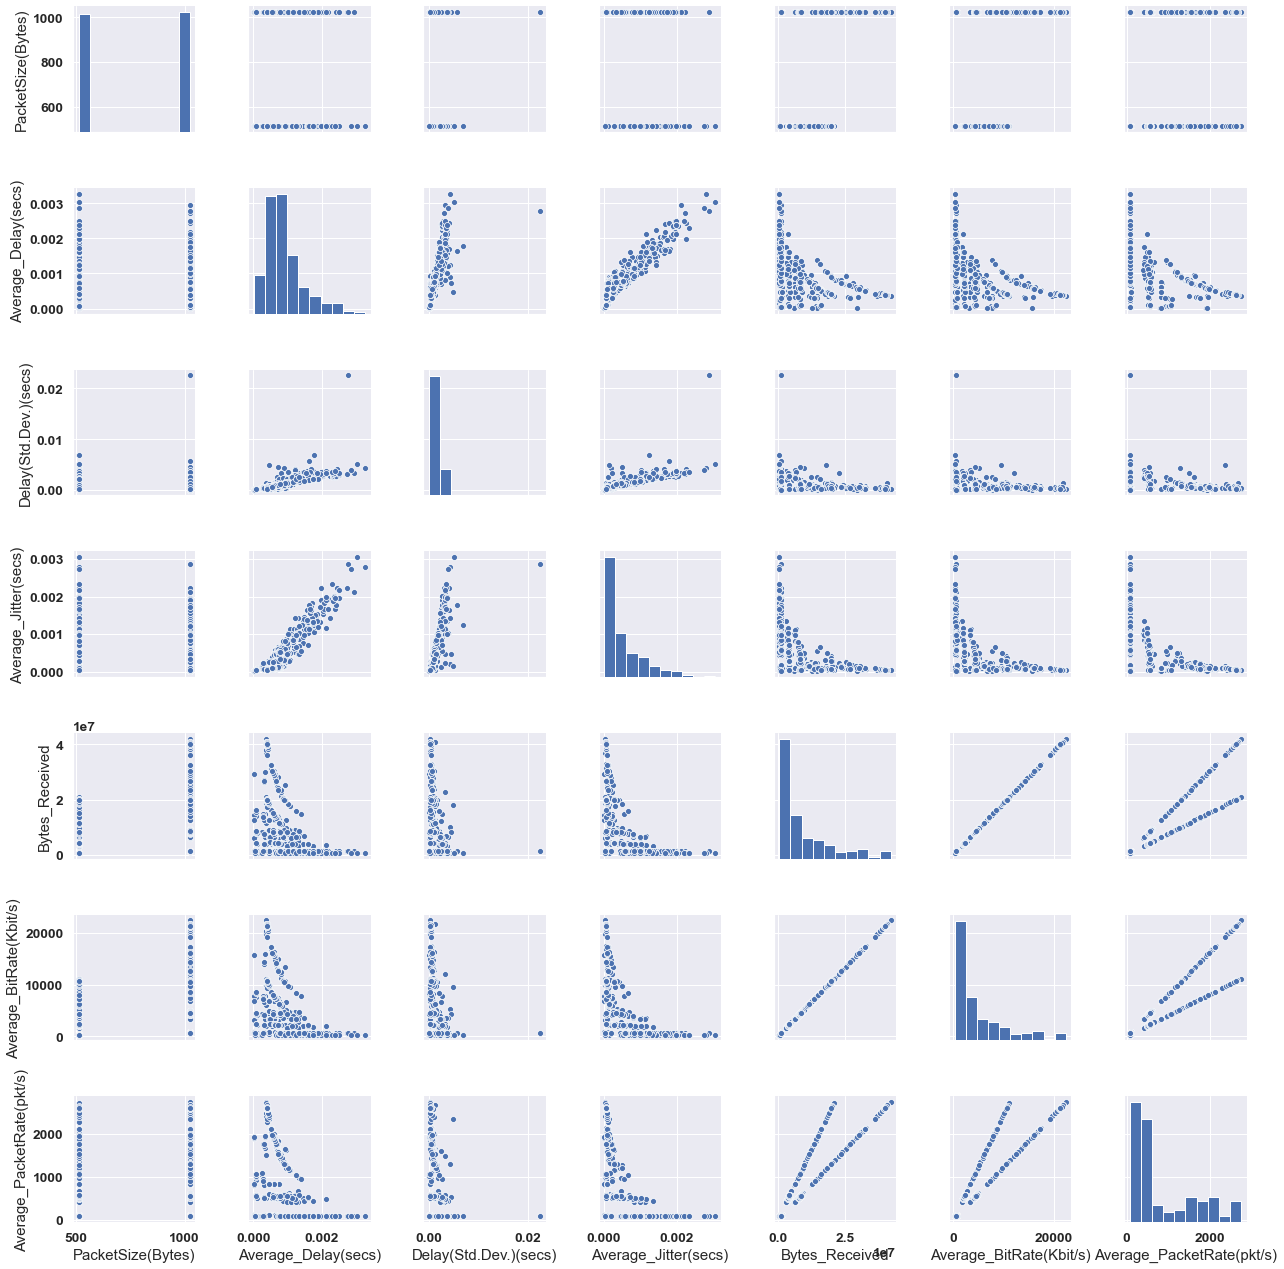 1000
800
600
PacketSize(Bytes)
0.003
0.002
0.001
0.000
Average_Delay(secs)
0.02
0.01
0.00
Delay(Std.Dev.)(secs)
0.003
0.002
0.001
0.000
Average_Jitter(secs)
1e7
4
2
0
Bytes_Received
20000
10000
0
Average_BitRate(Kbit/s)
2000
1000
0
Average_PacketRate(pkt/s)
500 1000 0.000 0.002 0.00 0.02 0.000 0.002 0.0 2.5 0 20000 0 2000
PacketSize(Bytes) Average_Delay(secs) Delay(Std.Dev.)(secs) Average_Jitter(secs) Bytes_Received 1e7 Average_BitRate(Kbit/s) Average_PacketRate(pkt/s)